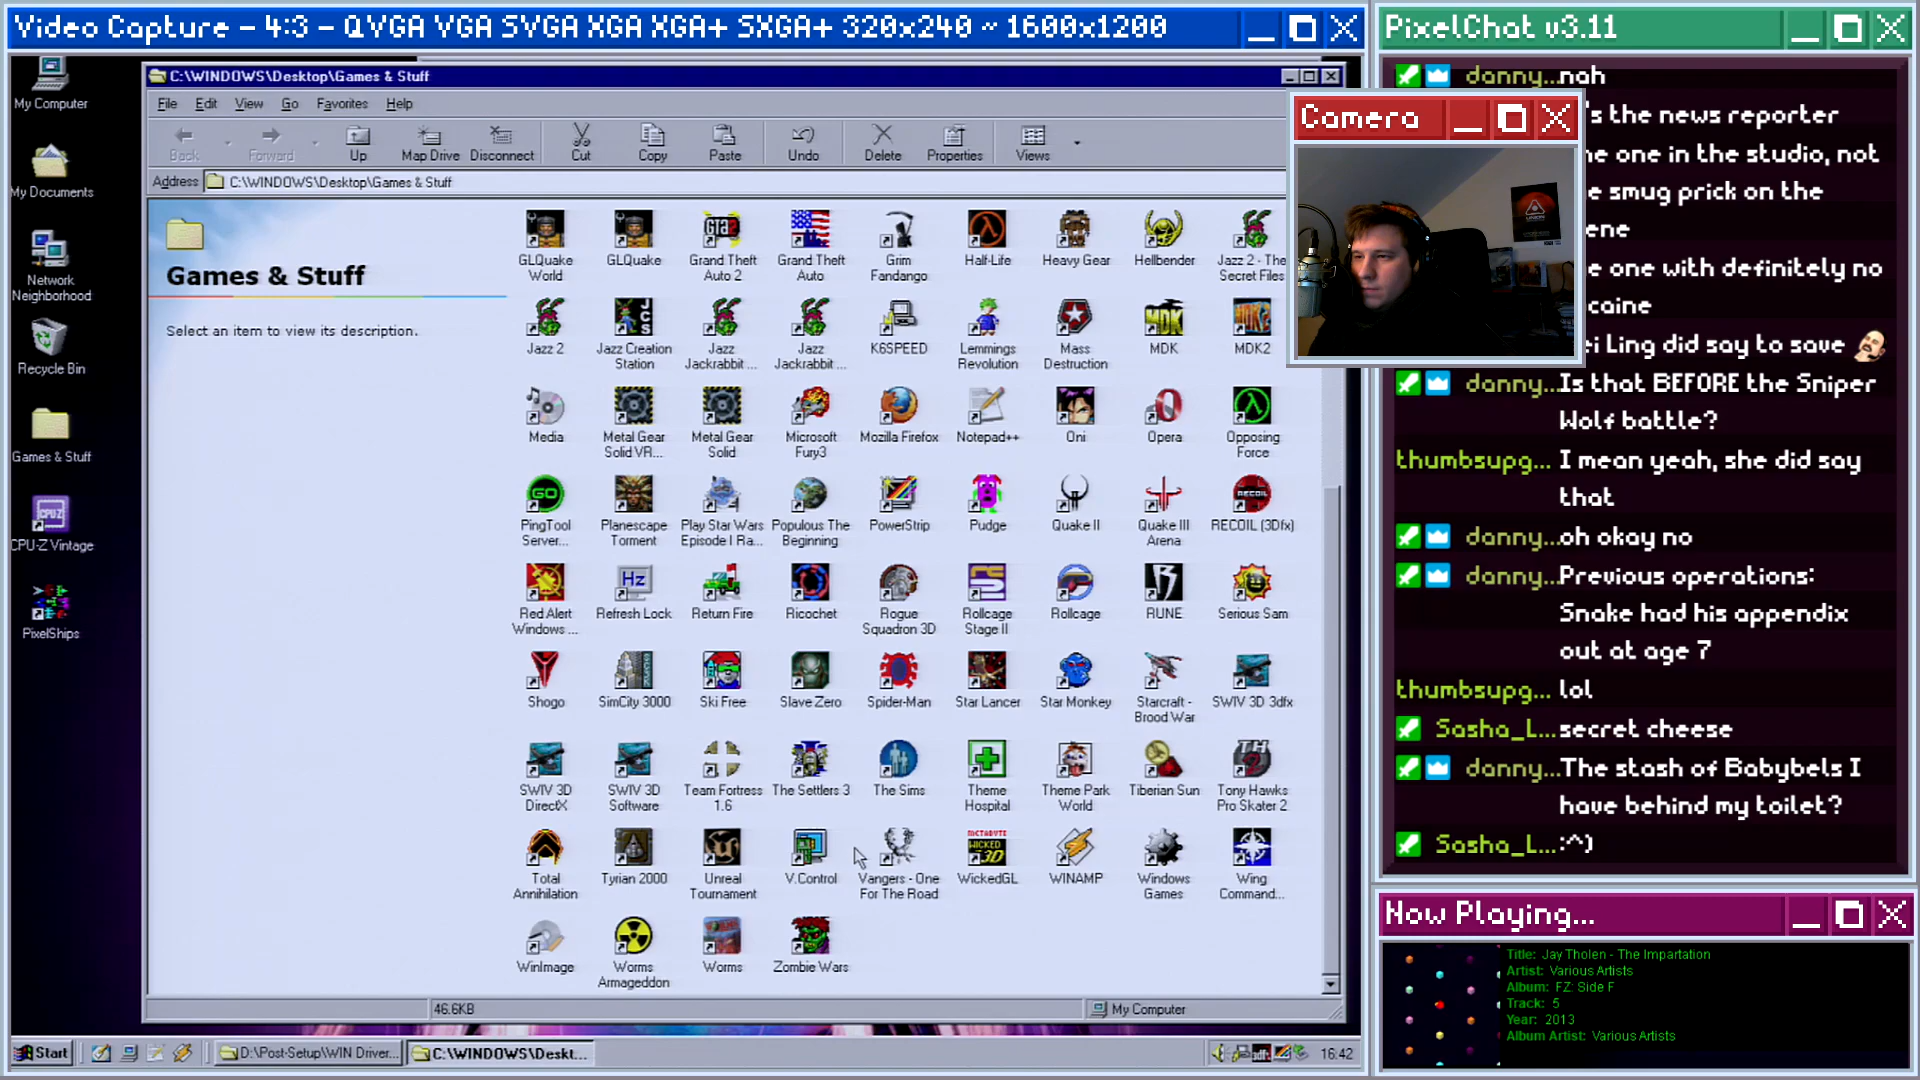 Video Capture - 4:3 - QVGA VGA SVGA XGA XGA+ SXGA+ 320x240 ~ 1600x1200
My Computer
My Documents
Network
Neighborhood
Recycle Bin
Games & Stuff
CPU-Z Vintage
PixelShips
C:\WINDOWS\Desktop\Games & Stuff
File Edit View Go Favorites Help
Back Forward Up Map Drive Disconnect Cut Copy Paste Undo Delete Properties Views
Address C:\WINDOWS\Desktop\Games & Stuff
Games & Stuff
Select an item to view its description.
GLQuake World
GLQuake
Grand Theft Auto 2
Grand Theft Auto
Grim Fandango
Half-Life
Heavy Gear
Hellbender
Jazz 2 - The Secret Files
Jazz 2
Jazz Creation Station
Jazz Jackrabbit ...
Jazz Jackrabbit ...
K6SPEED
Lemmings Revolution
Mass Destruction
MDK
MDK2
Media
Metal Gear Solid VR...
Metal Gear Solid
Microsoft Fury3
Mozilla Firefox
Notepad++
Oni
Opera
Opposing Force
PingTool Server...
Planescape Torment
Play Star Wars Episode I Ra...
Populous The Beginning
PowerStrip
Pudge
Quake II
Quake III Arena
RECOIL (3Dfx)
Red Alert Windows ...
Refresh Lock
Return Fire
Ricochet
Rogue Squadron 3D
Rollcage Stage II
Rollcage
RUNE
Serious Sam
Shogo
SimCity 3000
Ski Free
Slave Zero
Spider-Man
Star Lancer
Star Monkey
Starcraft - Brood War
SWIV 3D 3dfx
SWIV 3D DirectX
SWIV 3D Software
Team Fortress 1.6
The Settlers 3
The Sims
Theme Hospital
Theme Park World
Tiberian Sun
Tony Hawks Pro Skater 2
Total Annihilation
Tyrian 2000
Unreal Tournament
V.Control
Vangers - One For The Road
WickedGL
WINAMP
Windows Games
Wing Command...
WinImage
Worms Armageddon
Worms
Zombie Wars
46.6KB
My Computer
Start
D:\Post-Setup\WIN Driver...
C:\WINDOWS\Deskt...
16:42
Camera
PixelChat v3.11
danny...nah
's the news reporter
ne one in the studio, not
e smug prick on the
ene
e one with definitely no
caine
ei Ling did say to save
danny...Is that BEFORE the Sniper
Wolf battle?
thumbsupg... I mean yeah, she did say
that
danny...oh okay no
danny...Previous operations:
Snake had his appendix
out at age 7
thumbsupg... lol
Sasha_L...secret cheese
danny...The stash of Babybels I
have behind my toilet?
Sasha_L...:^)
Now Playing...
Title: Jay Tholen - The Impartation
Artist: Various Artists
Album: FZ: Side F
Track: 5
Year: 2013
Album Artist: Various Artists